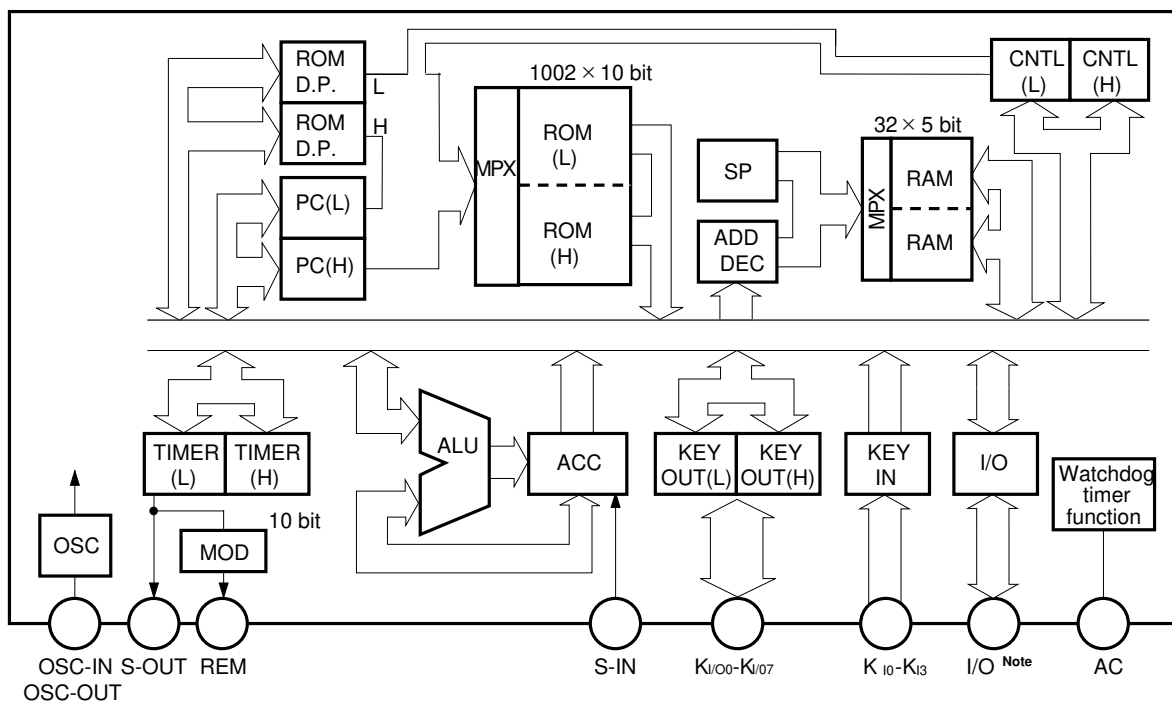 ROM
D.P.
L
ROM
D.P.
H
PC(L)
PC(H)
1002 × 10 bit
MPX
ROM
(L)
ROM
(H)
SP
ADD
DEC
32 × 5 bit
MPX
RAM
RAM
CNTL
(L)
CNTL
(H)
TIMER
(L)
TIMER
(H)
10 bit
MOD
OSC
ALU
ACC
KEY
OUT(L)
KEY
OUT(H)
KEY
IN
I/O
Watchdog
timer
function
OSC-IN
OSC-OUT
S-OUT
REM
S-IN
KI/O0-KI/07
K I0-KI3
I/O Note
AC